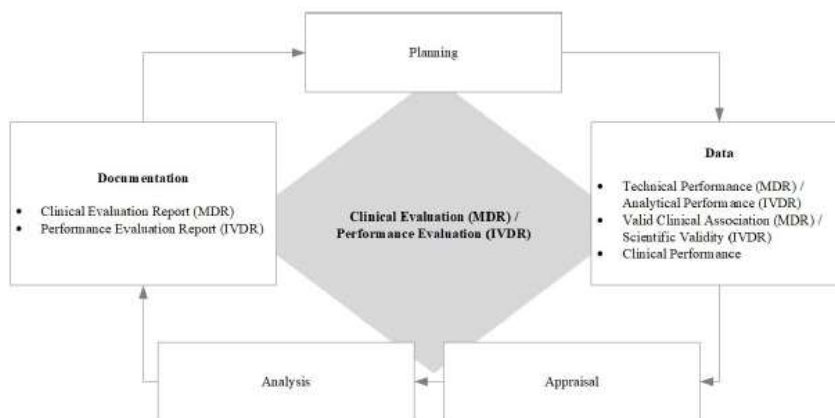 Planning
Documentation
• Clinical Evaluation Report (MDR)
• Performance Evaluation Report (IVDR)
Clinical Evaluation (MDR) /
Performance Evaluation (IVDR)
Data
• Technical Performance (MDR) /
Analytical Performance (IVDR)
• Valid Clinical Association (MDR) /
Scientific Validity (IVDR)
• Clinical Performance
Analysis
Appraisal